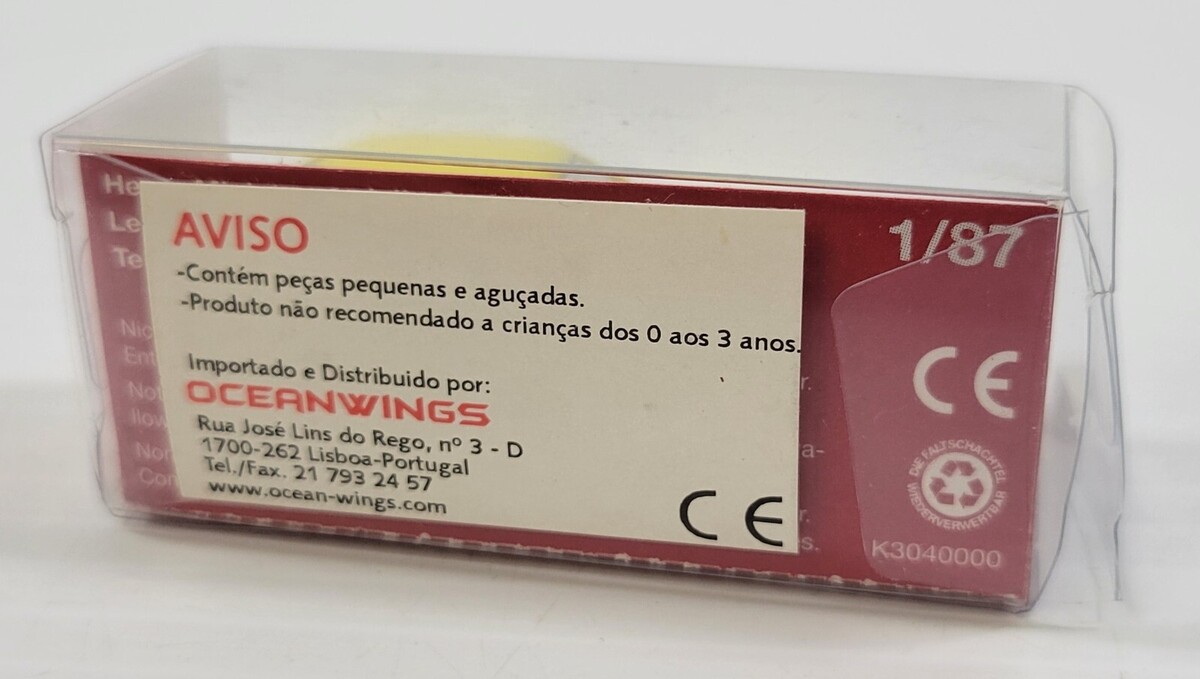 AVISO
-Contém peças pequenas e aguçadas.
-Produto não recomendado a crianças dos 0 aos 3 anos.
Importado e Distribuido por:
OCEANWINGS
Rua José Lins do Rego, nº 3 - D
1700-262 Lisboa-Portugal
Tel./Fax. 21 793 24 57
www.ocean-wings.com
CE
1/87
CE
DIE FALTSCHACHTEL
WIEDERVERWERTBAR
K3040000